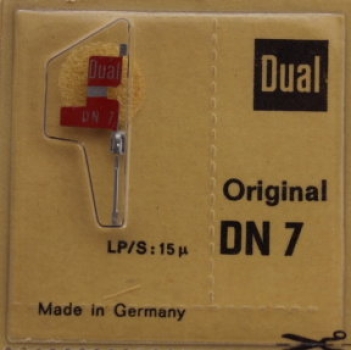 Dual
DN 7
Dual
Original
DN 7
LP/S: 15 µ
Made in Germany